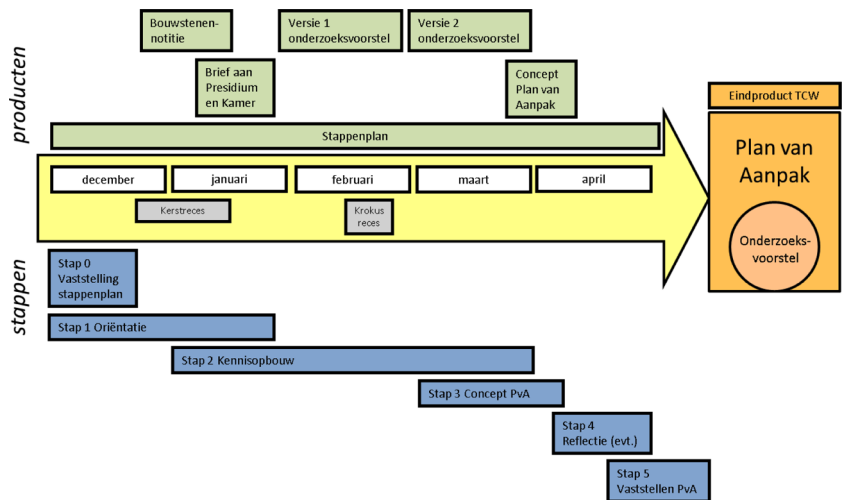 producten
Bouwstenen-
notitie
Versie 1
onderzoeksvoorstel
Versie 2
onderzoeksvoorstel
Brief aan
Presidium
en Kamer
Concept
Plan van
Aanpak
Stappenplan
december
januari
februari
maart
april
Kerstreces
Krokus
reces
Eindproduct TCW
Plan van
Aanpak
Onderzoeks-
voorstel
stappen
Stap 0
Vaststelling
stappenplan
Stap 1 Oriëntatie
Stap 2 Kennisopbouw
Stap 3 Concept PvA
Stap 4
Reflectie (evt.)
Stap 5
Vaststellen PvA